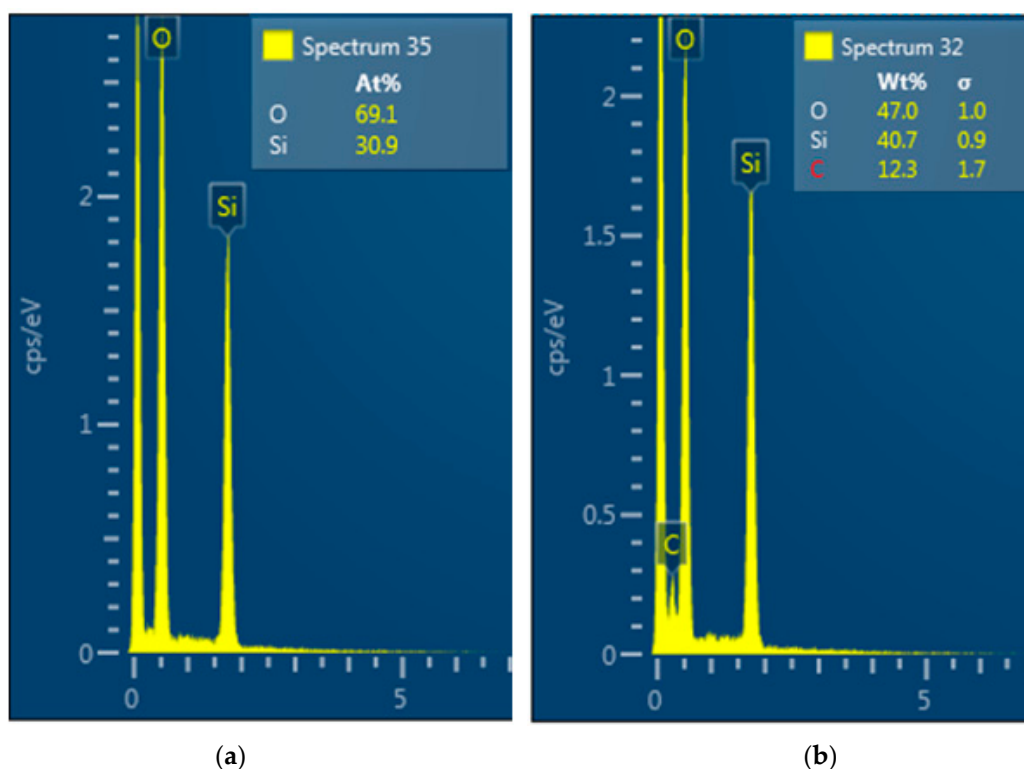 O
Spectrum 35
At%
O 69.1
Si 30.9
Si
2
1
0
cps/eV
0 5
(a)
O
Spectrum 32
Wt% σ
O 47.0 1.0
Si 40.7 0.9
C 12.3 1.7
Si
C
2
1.5
1
0.5
0
cps/eV
0 5
(b)